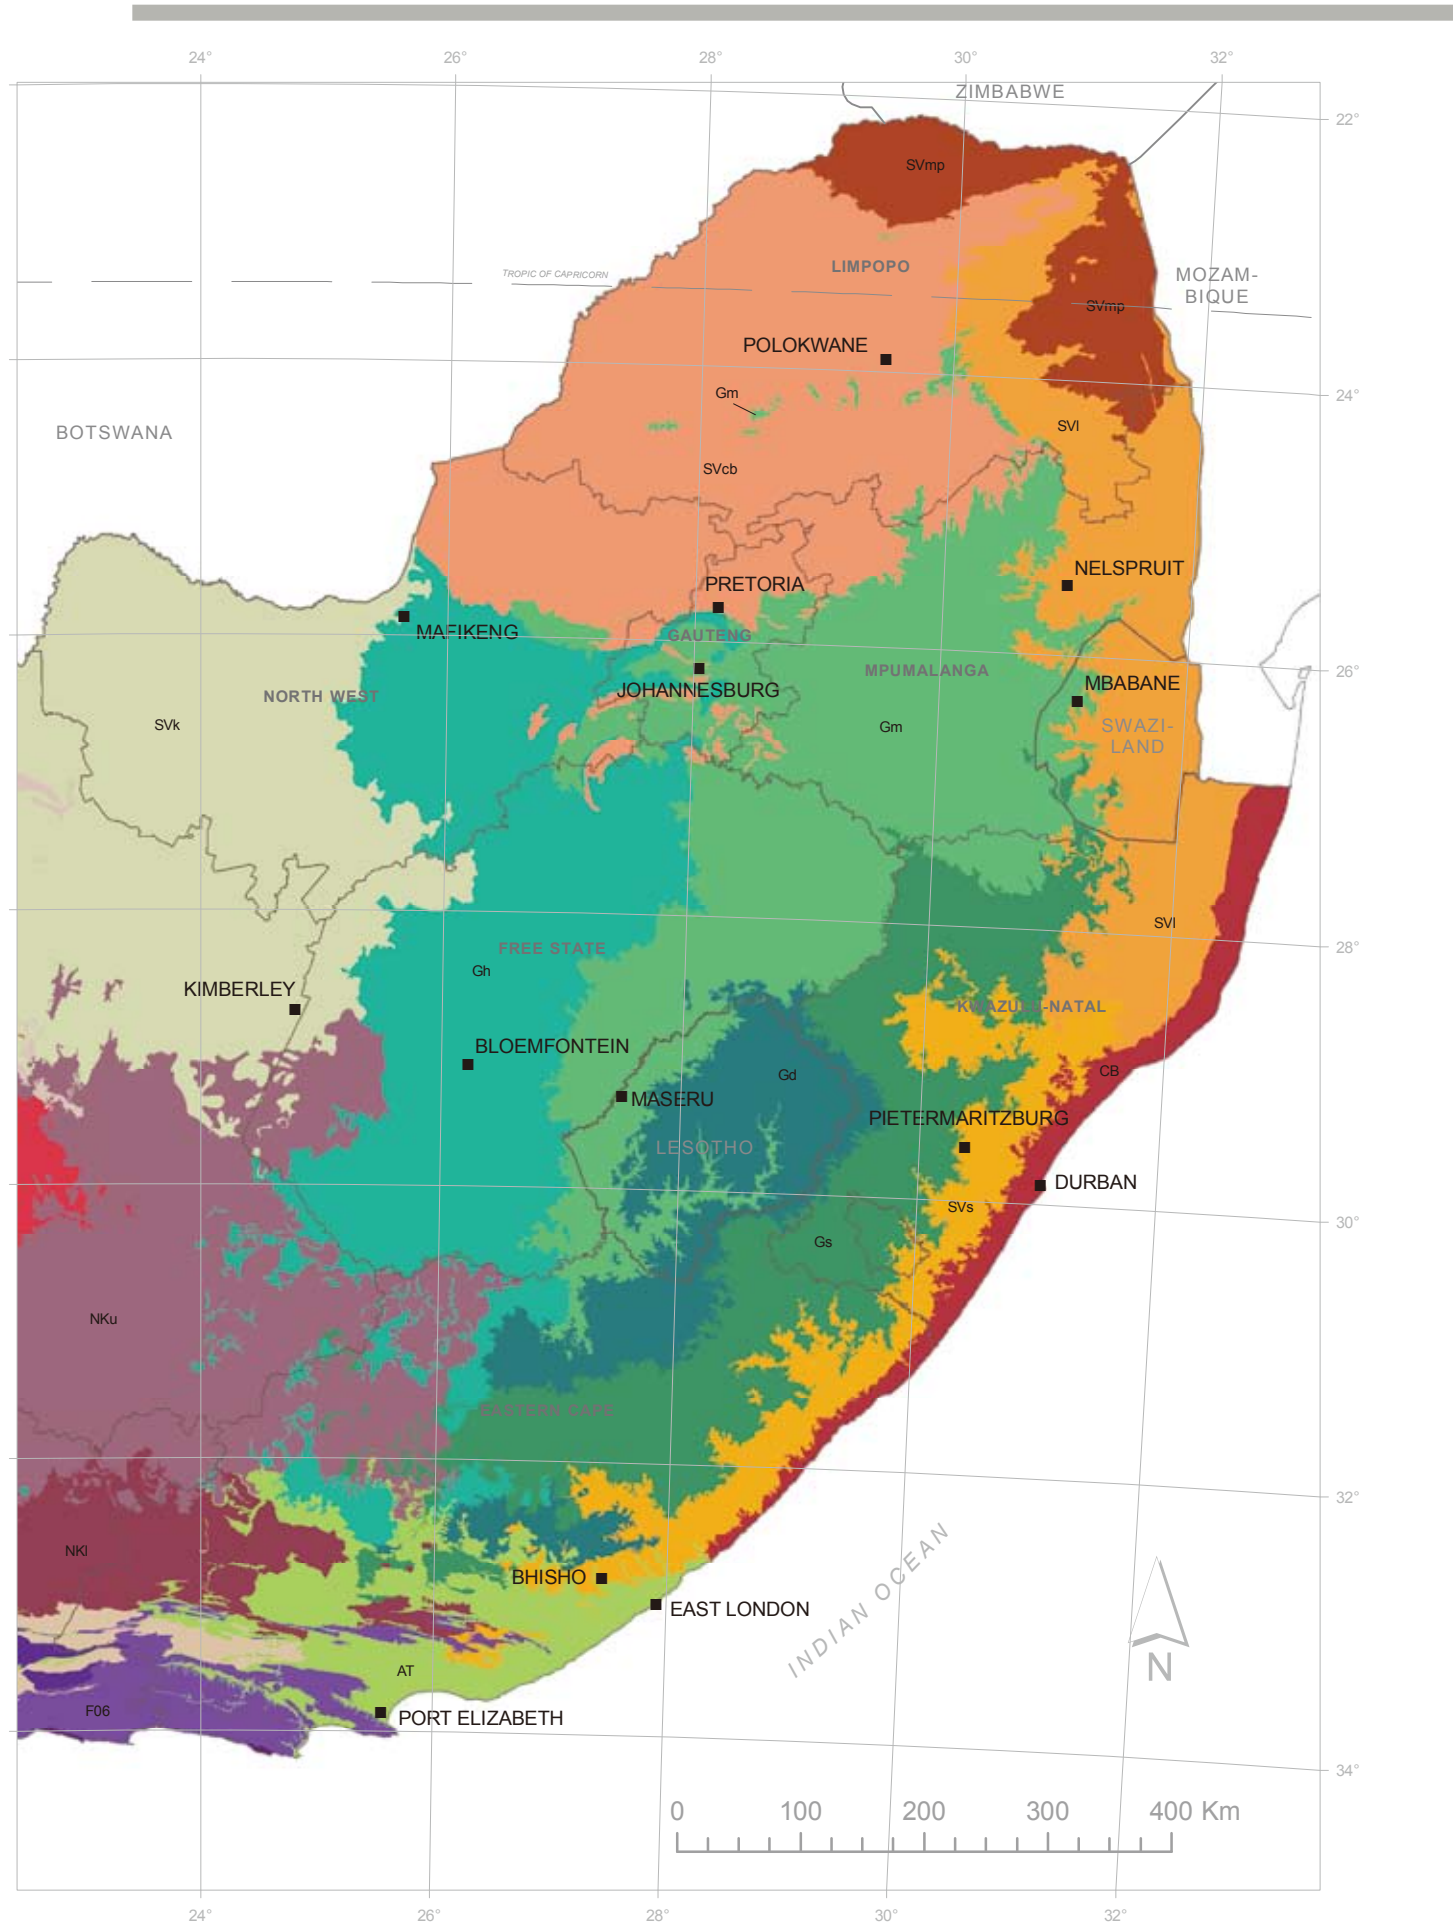 24°
26°
28°
30°
32°
ZIMBABWE
22°
SVmp
LIMPOPO
TROPIC OF CAPRICORN
MOZAM-
BIQUE
SVmp
POLOKWANE
Gm
24°
BOTSWANA
SVl
SVcb
NELSPRUIT
PRETORIA
MAFIKENG
GAUTENG
26°
MPUMALANGA
JOHANNESBURG
MBABANE
NORTH WEST
SVk
Gm
SWAZI-
LAND
SVl
28°
FREE STATE
Gh
KIMBERLEY
KWAZULU-NATAL
BLOEMFONTEIN
CB
Gd
MASERU
PIETERMARITZBURG
LESOTHO
DURBAN
SVs
30°
Gs
NKu
EASTERN CAPE
32°
NKl
BHISHO
EAST LONDON
INDIAN OCEAN
N
AT
F06
PORT ELIZABETH
34°
0 100 200 300 400 Km
24°
26°
28°
30°
32°